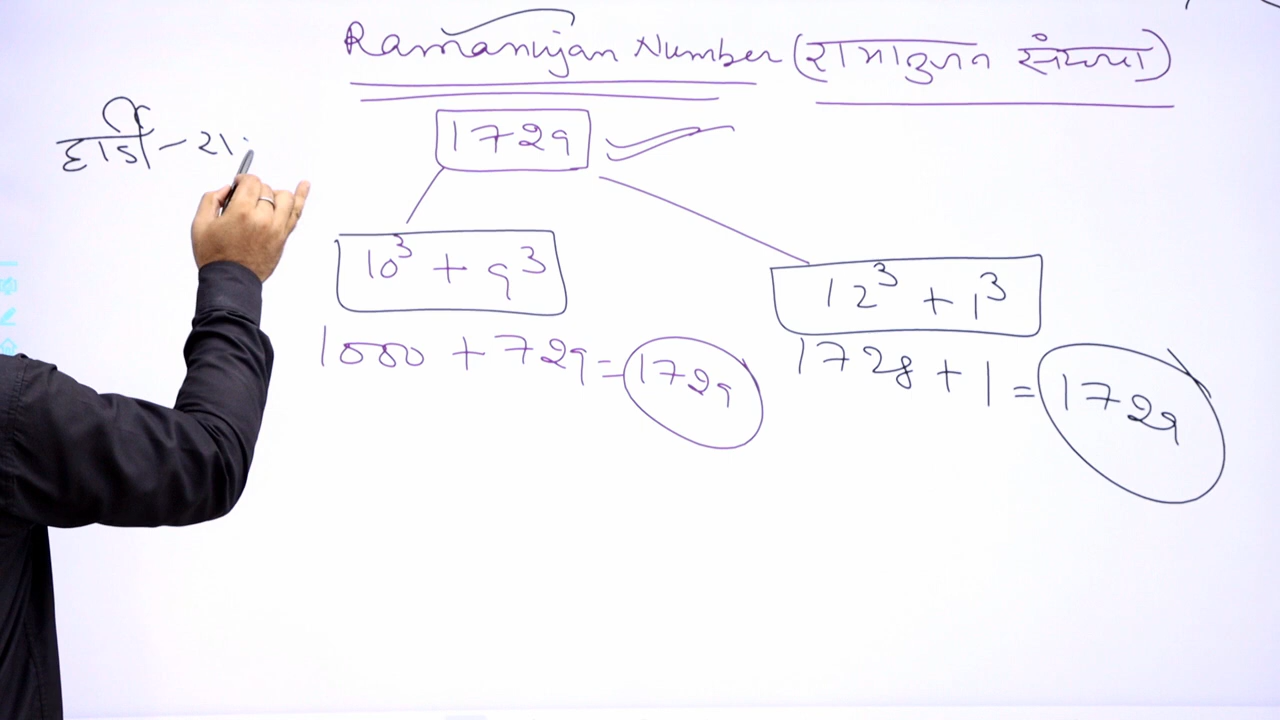 Ramanujan Number (रामानुजन संख्या)
1729
हार्डी - रा
10³ + 9³
12³ + 1³
1000 + 729 = 1729
1728 + 1 = 1729